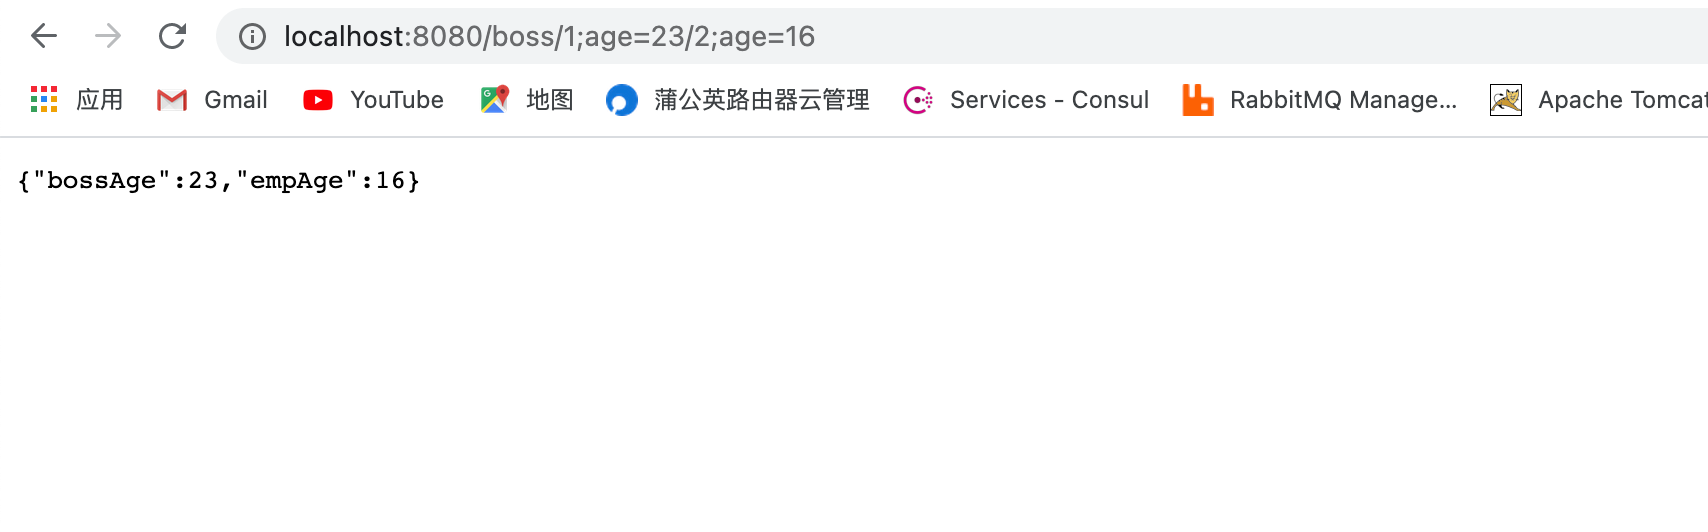 localhost:8080/boss/1;age=23/2;age=16
应用 Gmail YouTube 地图 蒲公英路由器云管理 Services - Consul RabbitMQ Manage... Apache Tomcat
{"bossAge":23,"empAge":16}